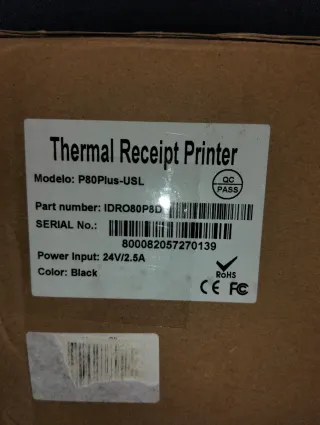 Thermal Receipt Printer
Modelo: P80Plus-USL
QC
PASS
Part number: IDRO80P8D
SERIAL No.:
800082057270139
Power Input: 24V/2.5A
Color: Black
RoHS
CE FC